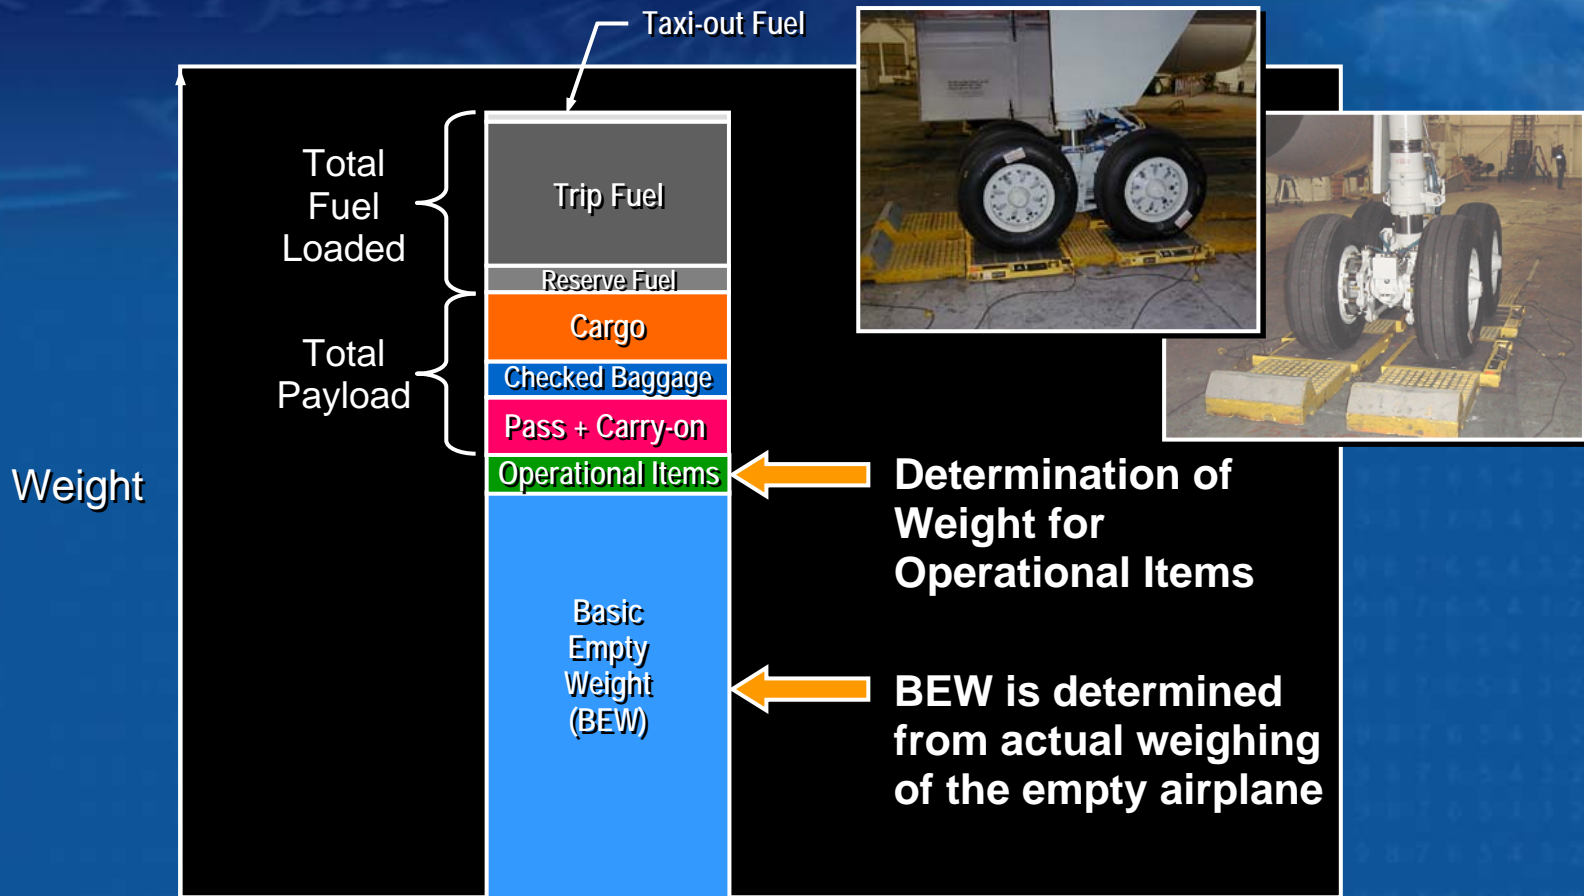 Taxi-out Fuel
Total
Fuel
Loaded
Trip Fuel
Reserve Fuel
Total
Payload
Cargo
Checked Baggage
Pass + Carry-on
Weight
Operational Items
Determination of
Weight for
Operational Items
Basic
Empty
Weight
(BEW)
BEW is determined
from actual weighing
of the empty airplane